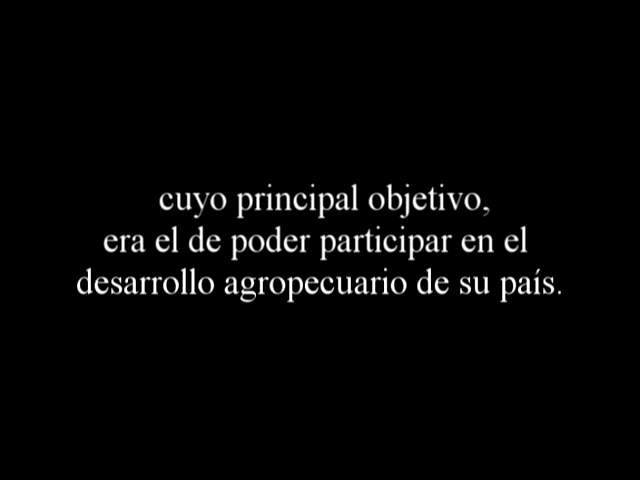 cuyo principal objetivo,
era el de poder participar en el
desarrollo agropecuario de su país.